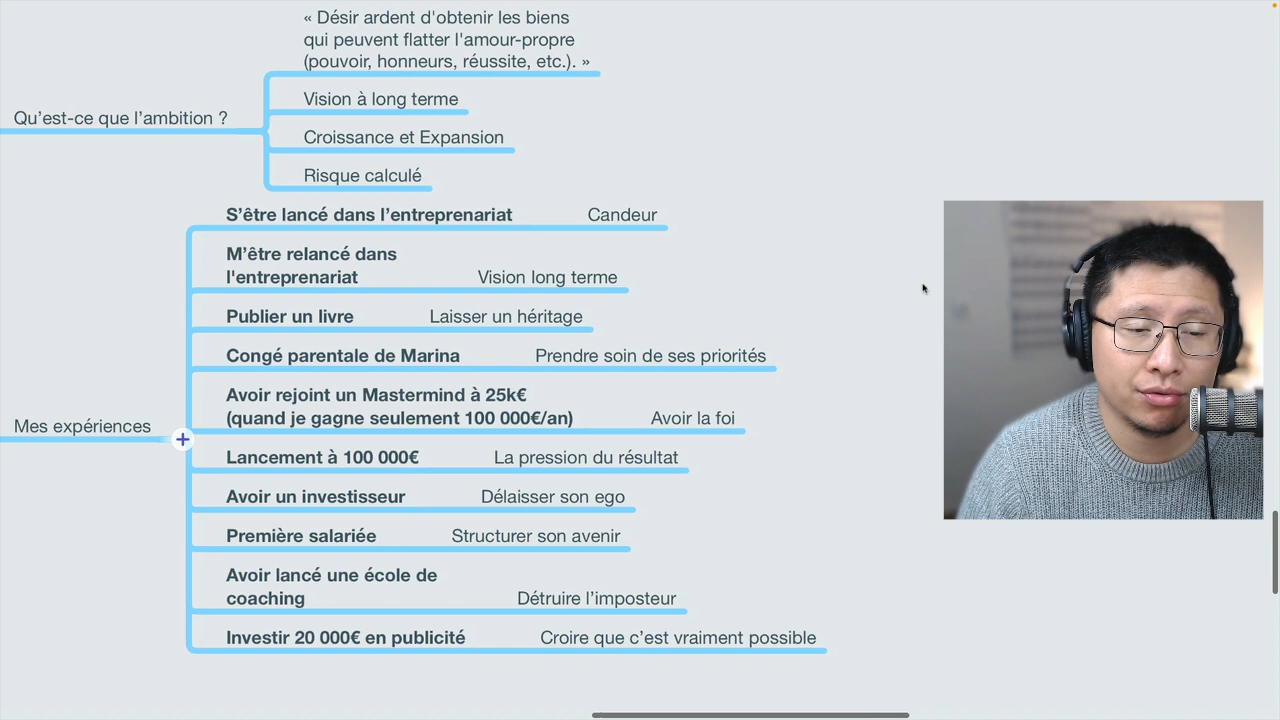 « Désir ardent d'obtenir les biens
qui peuvent flatter l'amour-propre
(pouvoir, honneurs, réussite, etc.). »
Qu’est-ce que l’ambition ?
Vision à long terme
Croissance et Expansion
Risque calculé
S’être lancé dans l’entreprenariat Candeur
M’être relancé dans
l'entreprenariat Vision long terme
Publier un livre Laisser un héritage
Congé parentale de Marina Prendre soin de ses priorités
Avoir rejoint un Mastermind à 25k€
(quand je gagne seulement 100 000€/an) Avoir la foi
Mes expériences
Lancement à 100 000€ La pression du résultat
Avoir un investisseur Délaisser son ego
Première salariée Structurer son avenir
Avoir lancé une école de
coaching Détruire l’imposteur
Investir 20 000€ en publicité Croire que c’est vraiment possible